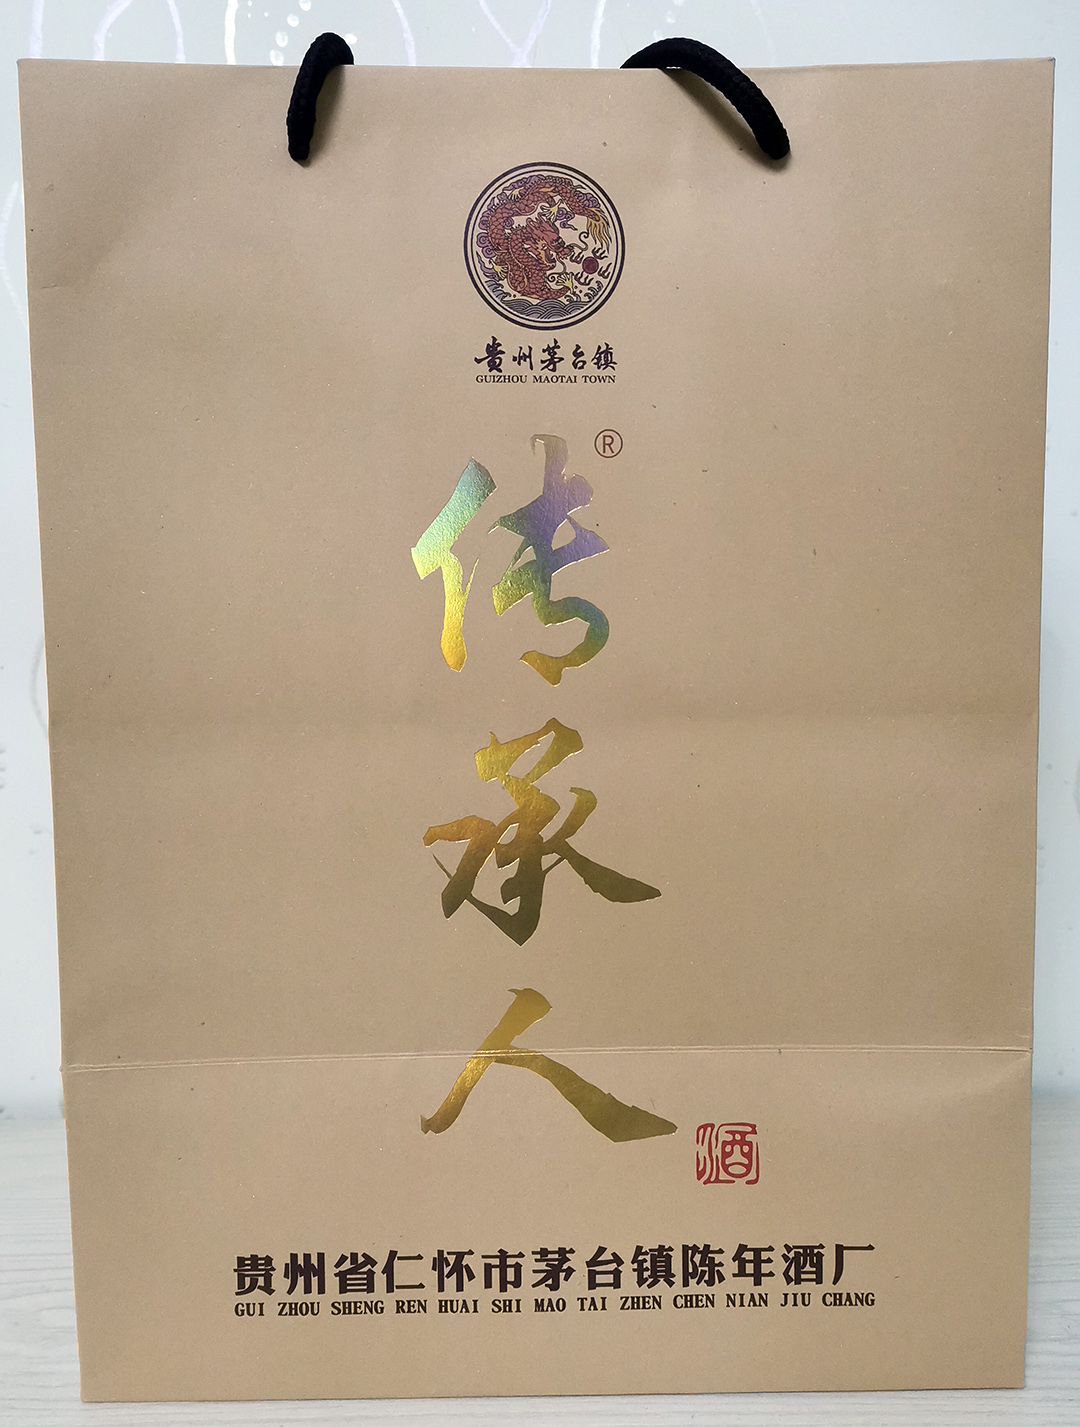 贵州茅台镇
GUIZHOU MAOTAI TOWN
传承人
®
酒
贵州省仁怀市茅台镇陈年酒厂
GUI ZHOU SHENG REN HUAI SHI MAO TAI ZHEN CHEN NIAN JIU CHANG